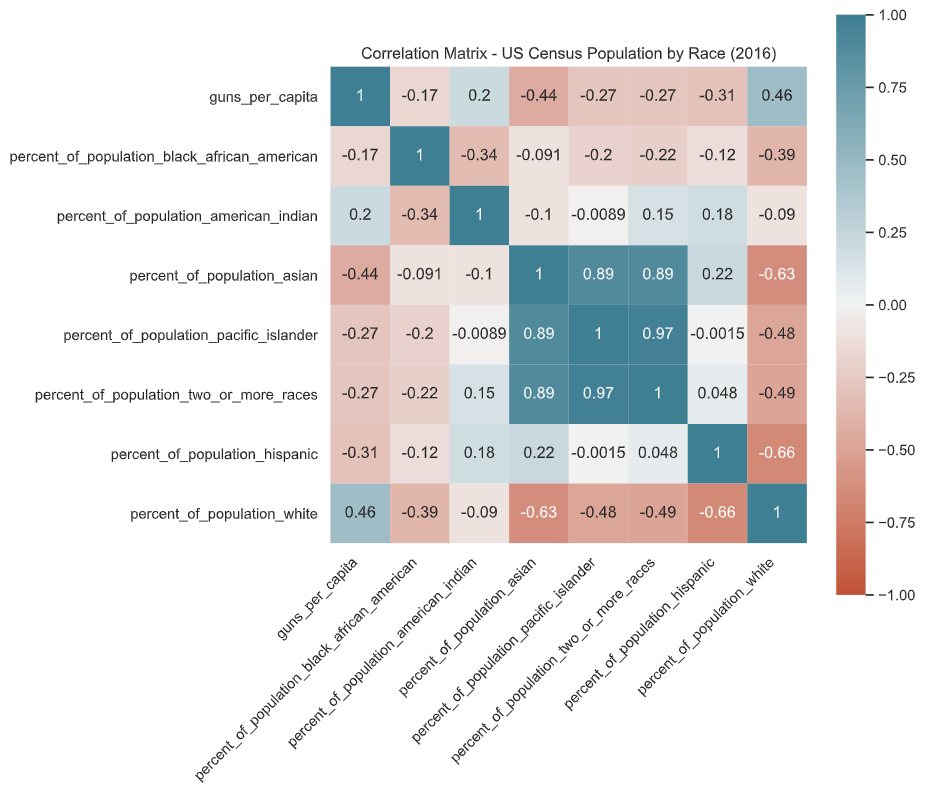 Correlation Matrix - US Census Population by Race (2016)
guns_per_capita 1 -0.17 0.2 -0.44 -0.27 -0.27 -0.31 0.46
percent_of_population_black_african_american -0.17 1 -0.34 -0.091 -0.2 -0.22 -0.12 -0.39
percent_of_population_american_indian 0.2 -0.34 1 -0.1 -0.0089 0.15 0.18 -0.09
percent_of_population_asian -0.44 -0.091 -0.1 1 0.89 0.89 0.22 -0.63
percent_of_population_pacific_islander -0.27 -0.2 -0.0089 0.89 1 0.97 -0.0015 -0.48
percent_of_population_two_or_more_races -0.27 -0.22 0.15 0.89 0.97 1 0.048 -0.49
percent_of_population_hispanic -0.31 -0.12 0.18 0.22 -0.0015 0.048 1 -0.66
percent_of_population_white 0.46 -0.39 -0.09 -0.63 -0.48 -0.49 -0.66 1
guns_per_capita
percent_of_population_black_african_american
percent_of_population_american_indian
percent_of_population_asian
percent_of_population_pacific_islander
percent_of_population_two_or_more_races
percent_of_population_hispanic
percent_of_population_white
1.00
0.75
0.50
0.25
0.00
−0.25
−0.50
−0.75
−1.00